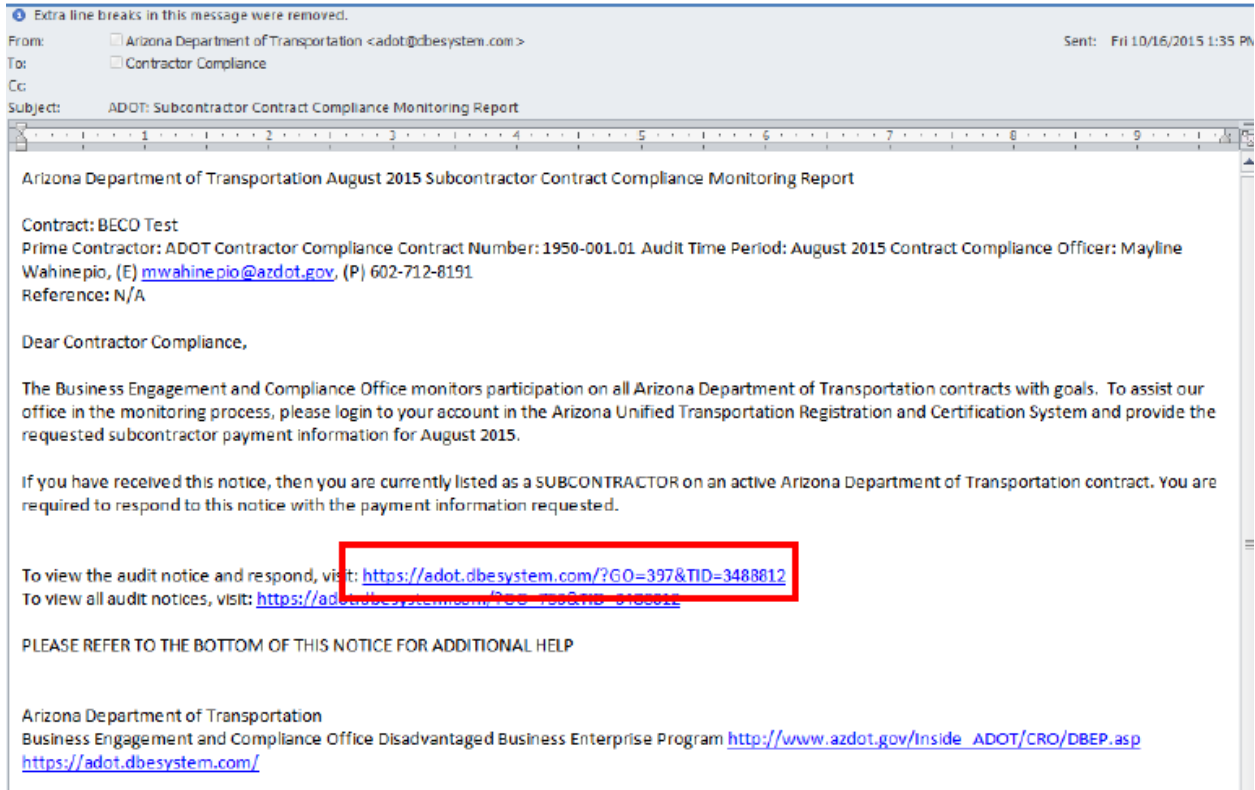 Extra line breaks in this message were removed.
From: Arizona Department of Transportation <adot@dbesystem.com> Sent: Fri 10/16/2015 1:35 PM
To: Contractor Compliance
Cc:
Subject: ADOT: Subcontractor Contract Compliance Monitoring Report
1 2 3 4 5 6 7 8 9
Arizona Department of Transportation August 2015 Subcontractor Contract Compliance Monitoring Report
Contract: BECO Test
Prime Contractor: ADOT Contractor Compliance Contract Number: 1950-001.01 Audit Time Period: August 2015 Contract Compliance Officer: Mayline
Wahinepio, (E) mwahinepio@azdot.gov, (P) 602-712-8191
Reference: N/A
Dear Contractor Compliance,
The Business Engagement and Compliance Office monitors participation on all Arizona Department of Transportation contracts with goals. To assist our
office in the monitoring process, please login to your account in the Arizona Unified Transportation Registration and Certification System and provide the
requested subcontractor payment information for August 2015.
If you have received this notice, then you are currently listed as a SUBCONTRACTOR on an active Arizona Department of Transportation contract. You are
required to respond to this notice with the payment information requested.
To view the audit notice and respond, visit: https://adot.dbesystem.com/?GO=397&TID=3488812
To view all audit notices, visit:
PLEASE REFER TO THE BOTTOM OF THIS NOTICE FOR ADDITIONAL HELP
Arizona Department of Transportation
Business Engagement and Compliance Office Disadvantaged Business Enterprise Program http://www.azdot.gov/Inside_ADOT/CRO/DBEP.asp
https://adot.dbesystem.com/